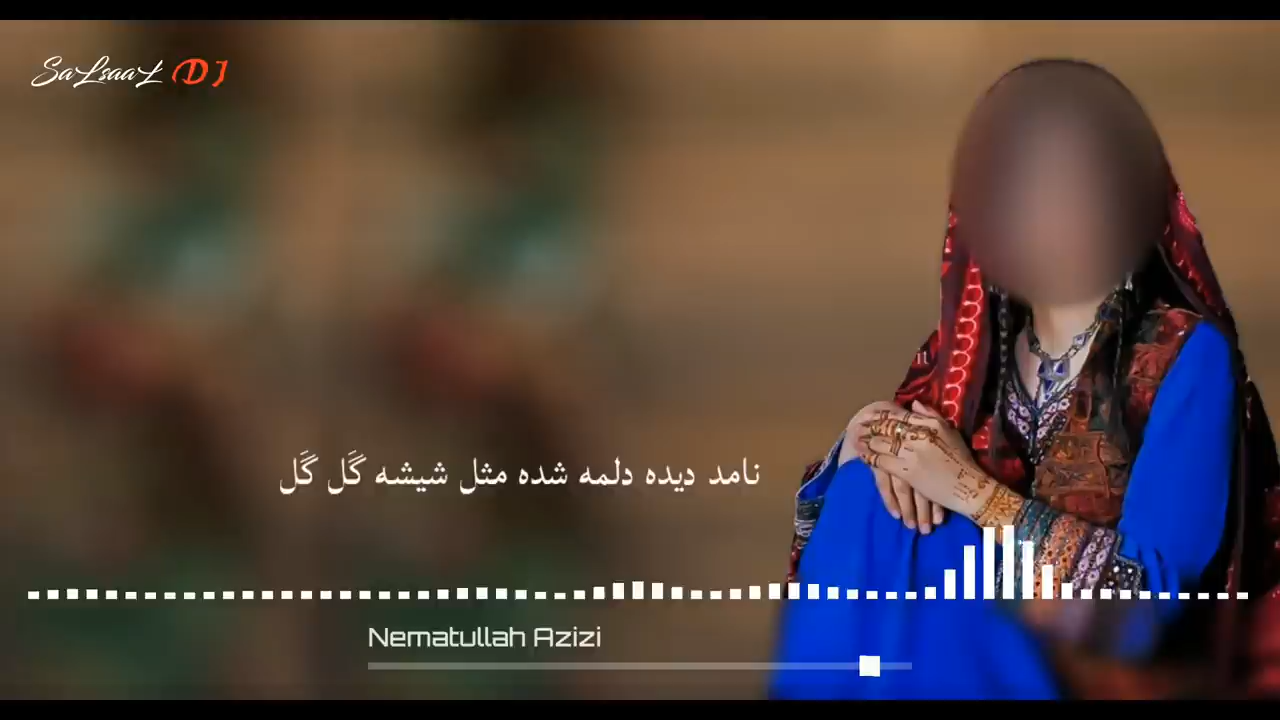 SaLsaaL DJ
نامد دیده دلمه شده مثل شیشه گَل گَل
Nematullah Azizi